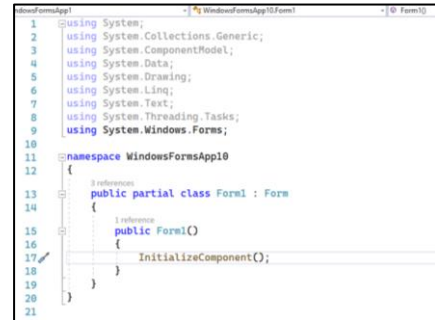 ndowsFormsApp1 WindowsFormsApp10.Form1 Form1()
1 using System;
2 using System.Collections.Generic;
3 using System.ComponentModel;
4 using System.Data;
5 using System.Drawing;
6 using System.Linq;
7 using System.Text;
8 using System.Threading.Tasks;
9 using System.Windows.Forms;
10
11 namespace WindowsFormsApp10
12 {
3 references
13 public partial class Form1 : Form
14 {
1 reference
15 public Form1()
16 {
17 InitializeComponent();
18 }
19 }
20 }
21